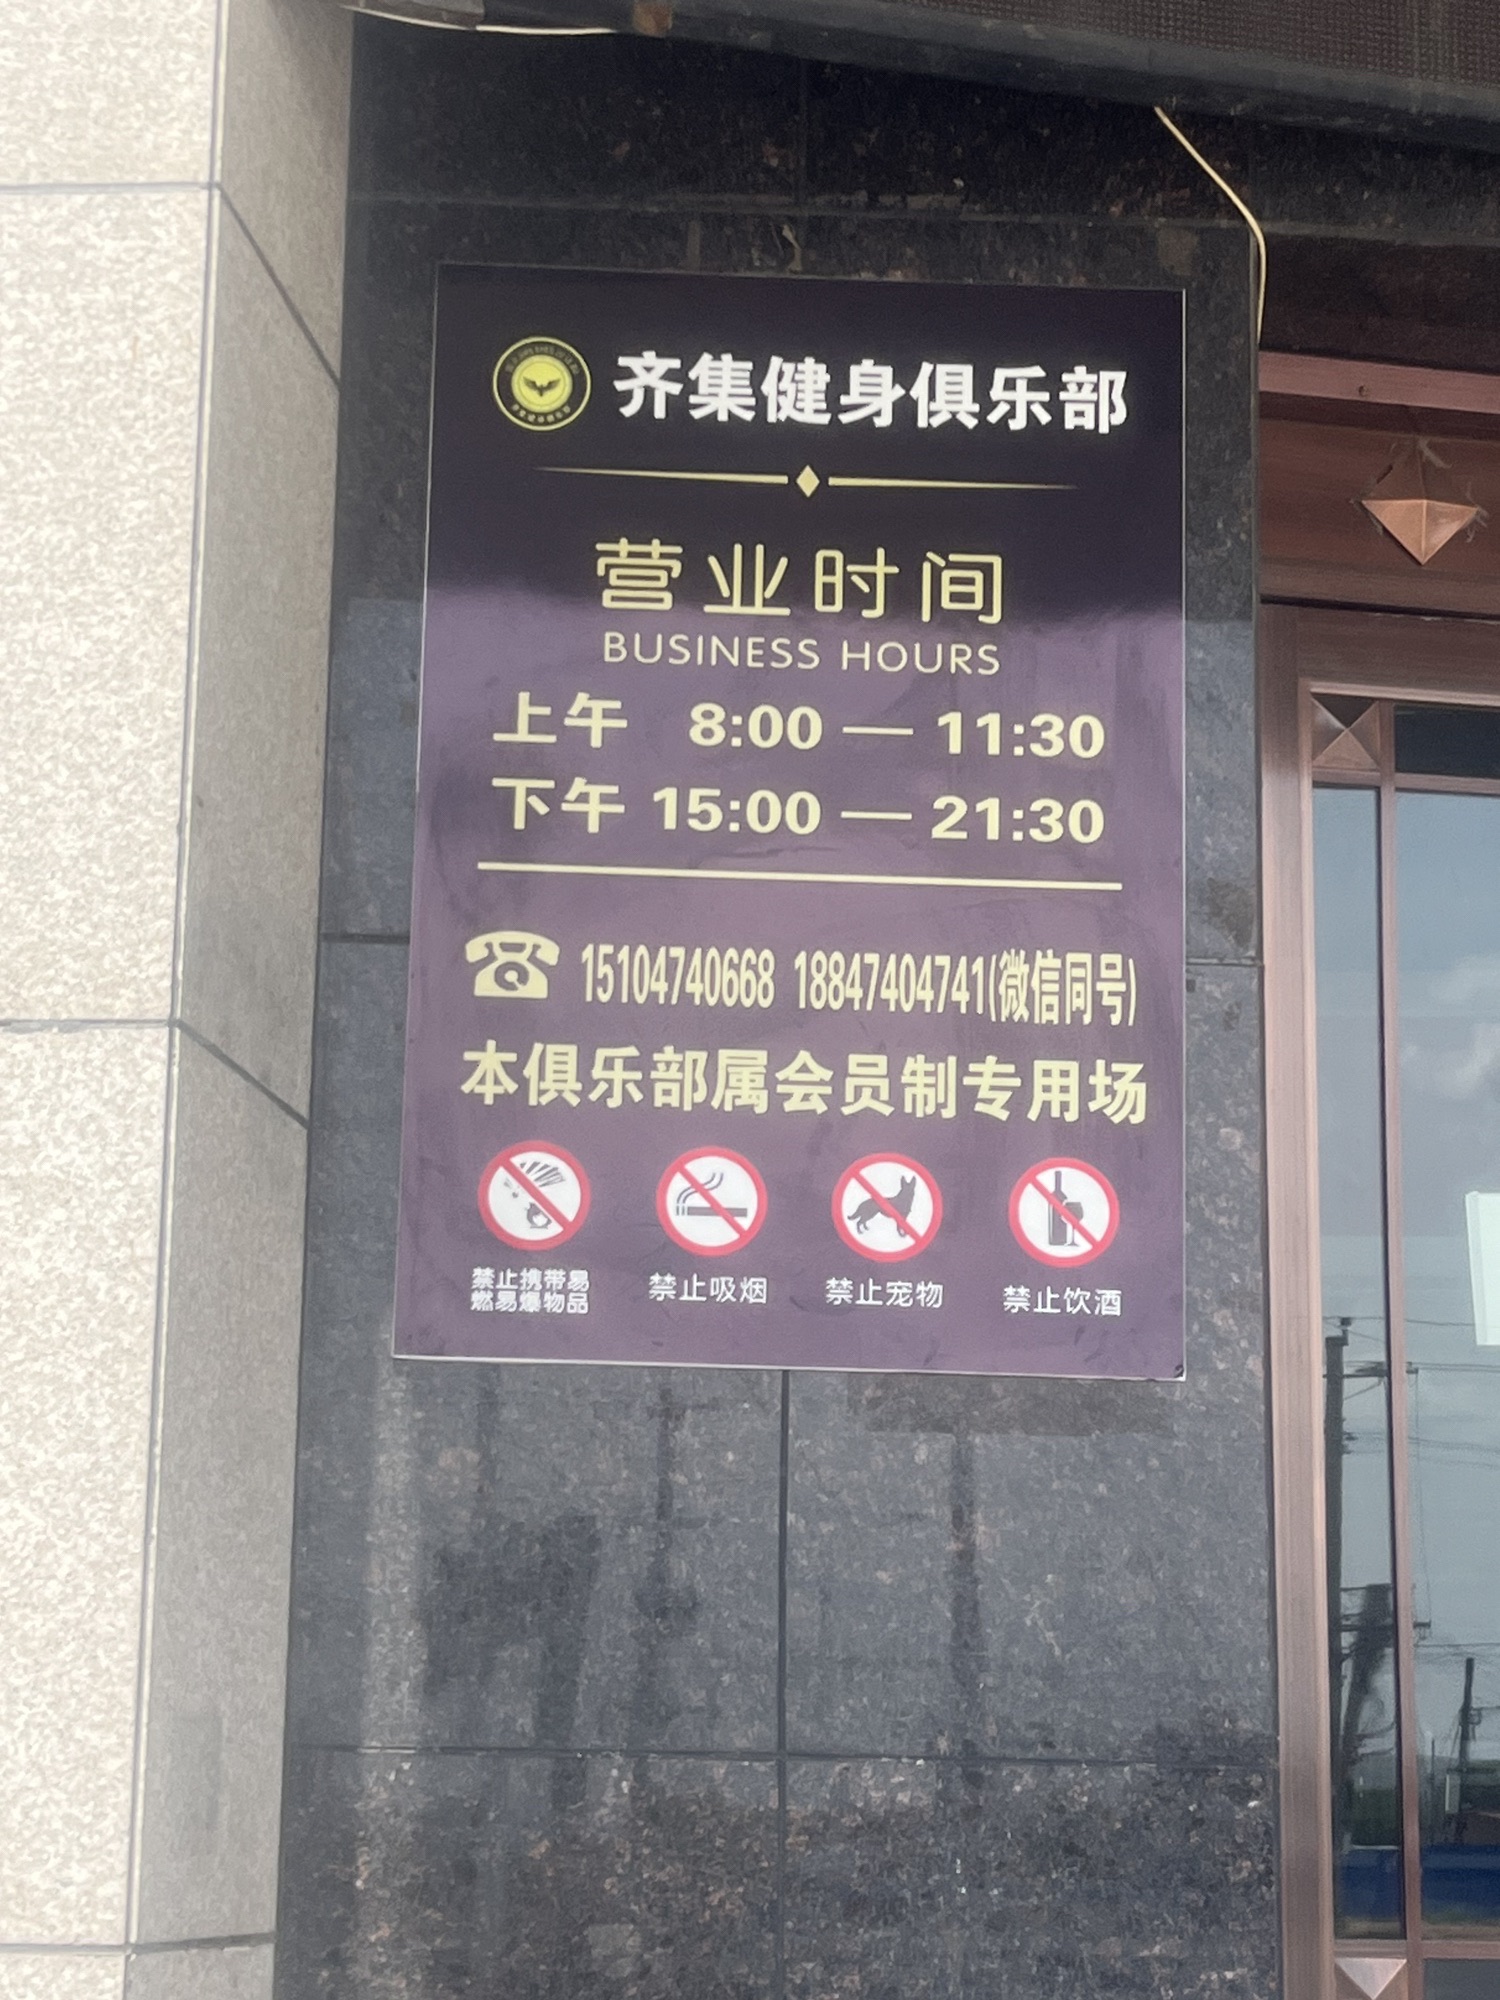 齐集健身俱乐部
营业时间
BUSINESS HOURS
上午 8:00 — 11:30
下午 15:00 — 21:30
15104740668 18847404741(微信同号)
本俱乐部属会员制专用场
禁止携带易
燃易爆物品
禁止吸烟
禁止宠物
禁止饮酒